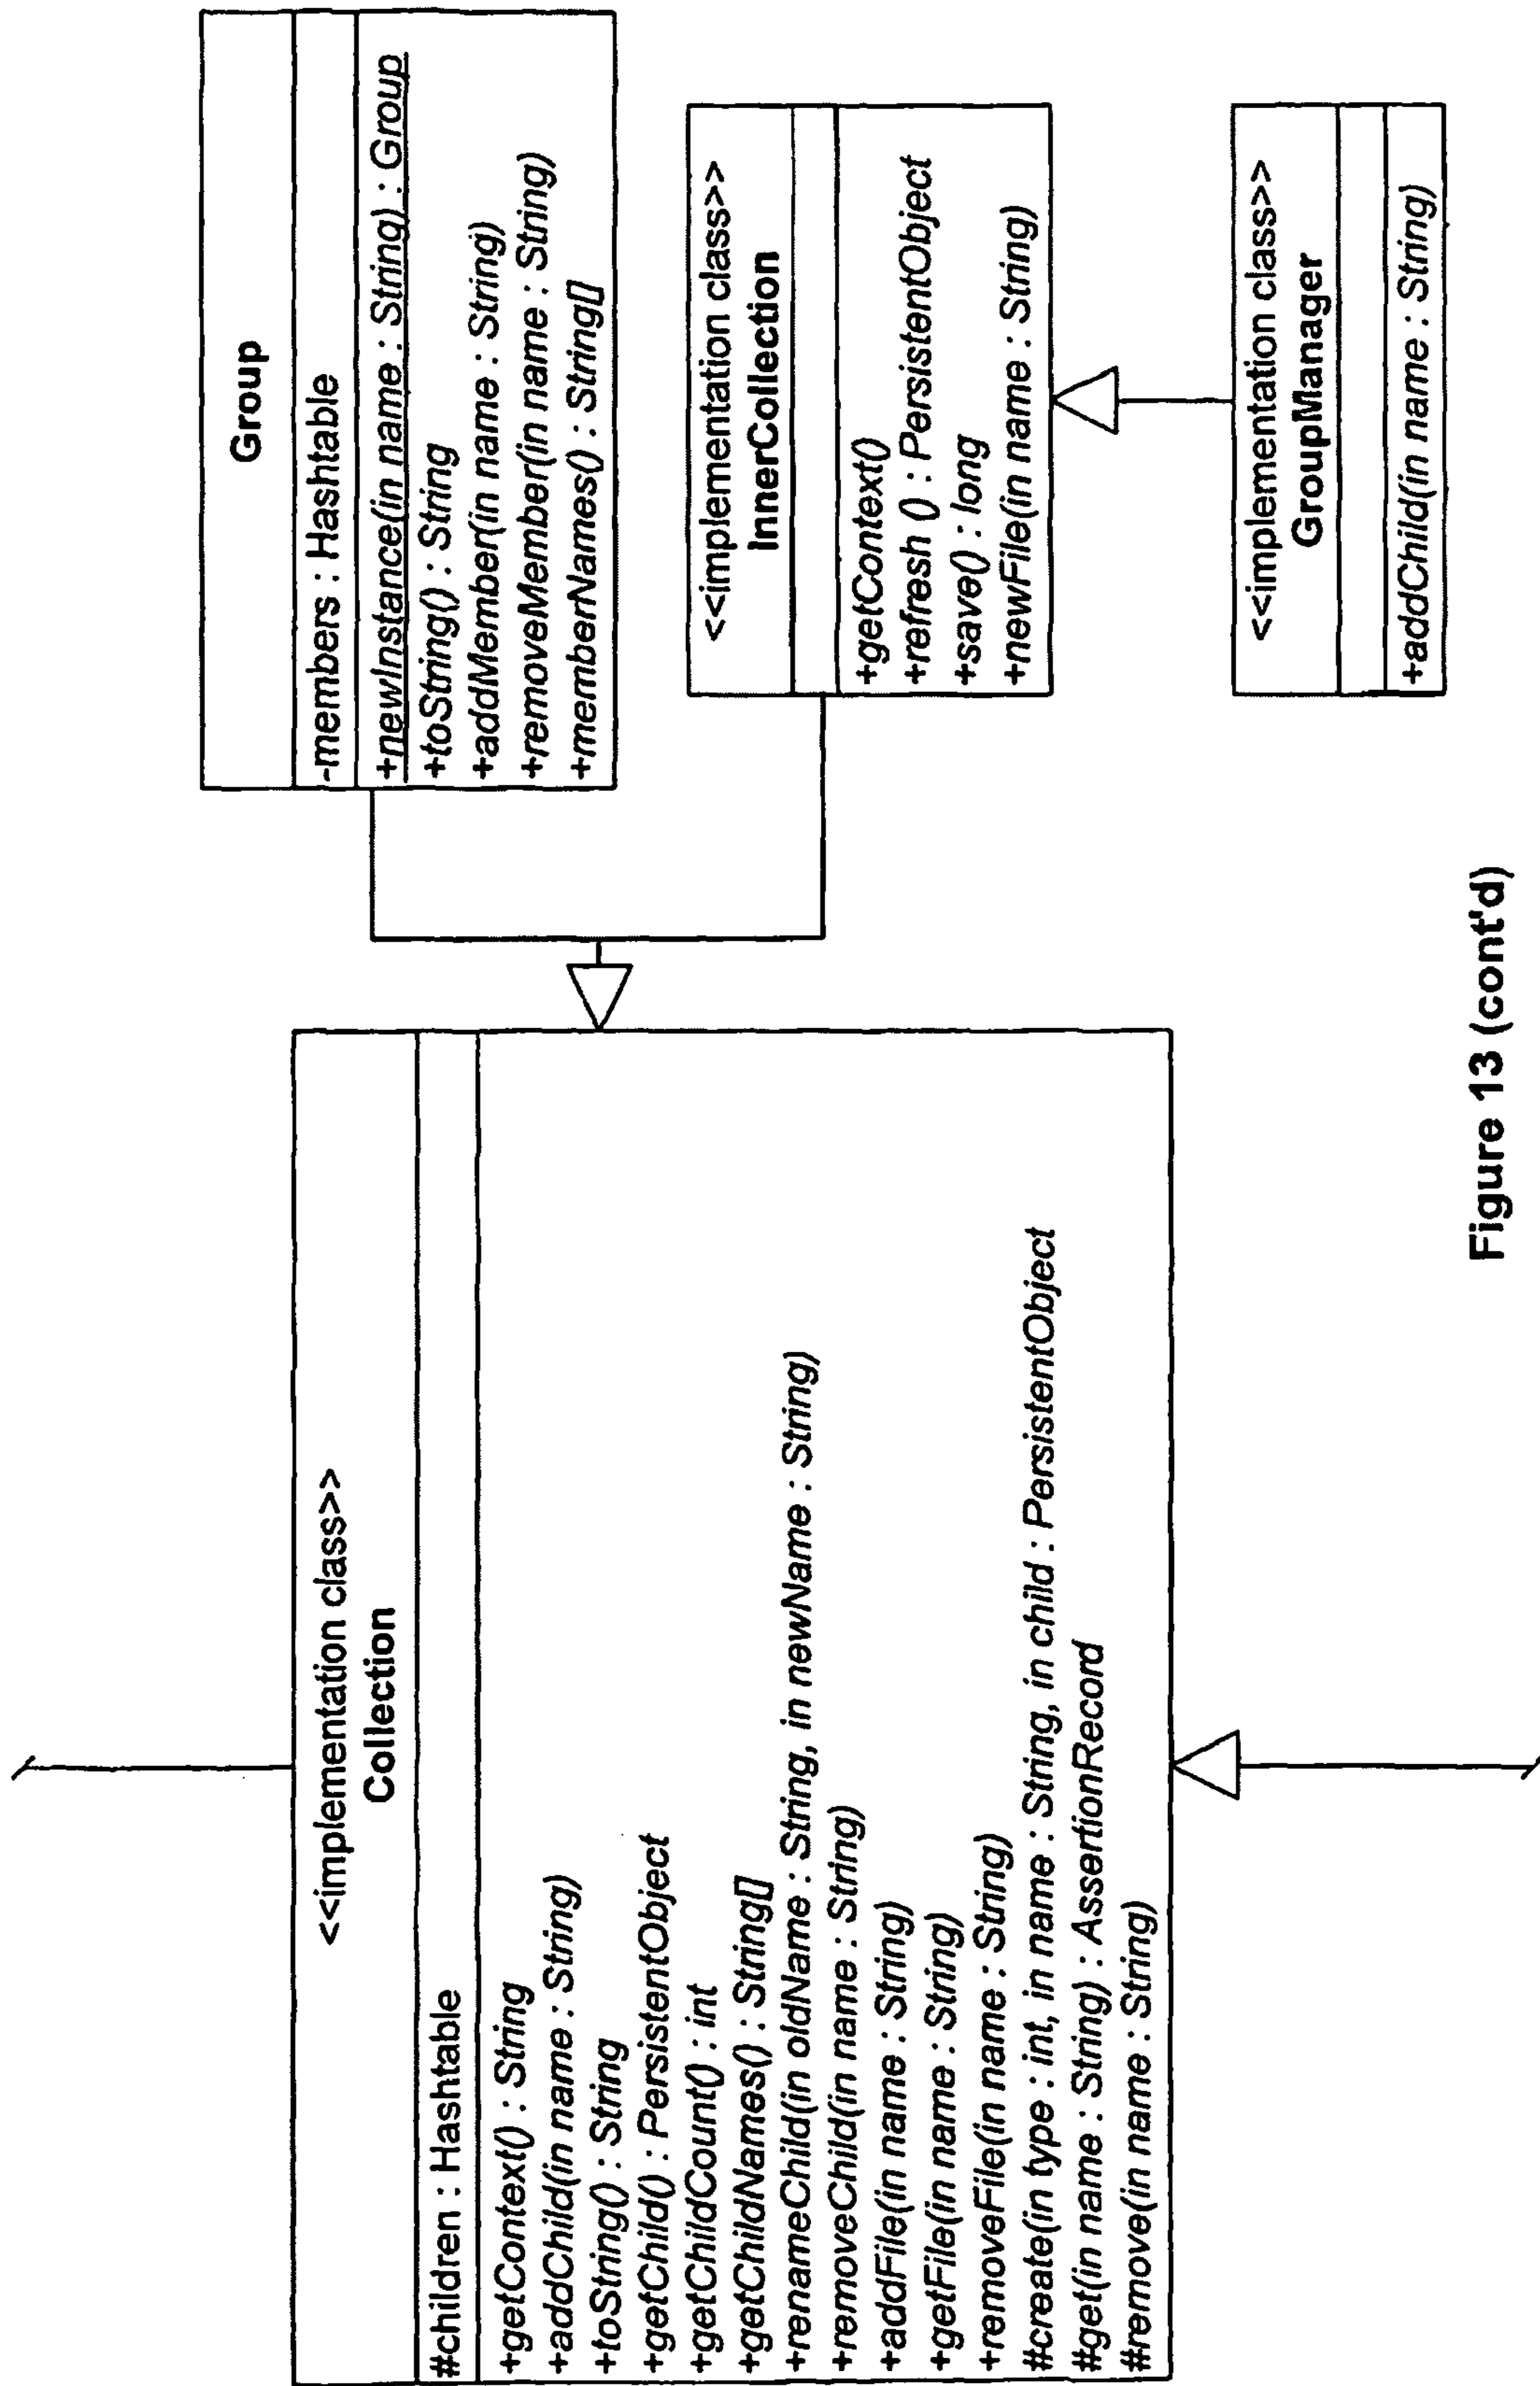 <<implementation class>>
Collection
#children : Hashtable
+getContext() : String
+addChild(in name : String)
+toString() : String
+getChild() : PersistentObject
+getChildCount() : int
+getChildNames() : String[]
+renameChild(in oldName : String, in newName : String)
+removeChild(in name : String)
+addFile(in name : String)
+getFile(in name : String)
+removeFile(in name : String)
#create(in type : int, in name : String, in child : PersistentObject
#get(in name : String) : AssertionRecord
#remove(in name : String)
Group
-members : Hashtable
+newInstance(in name : String) : Group
+toString() : String
+addMember(in name : String)
+removeMember(in name : String)
+memberNames() : String[]
<<implementation class>>
InnerCollection
+getContext()
+refresh () : PersistentObject
+save() : long
+newFile(in name : String)
<<implementation class>>
GroupManager
+addChild(in name : String)
Figure 13 (cont'd)